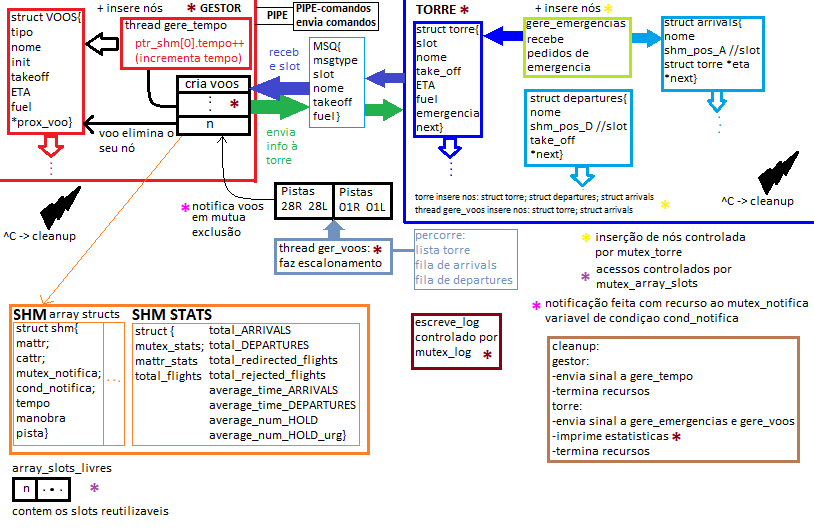 + insere nós * GESTOR
struct VOOS{
tipo
nome
init
takeoff
ETA
fuel
*prox_voo}
thread gere_tempo
ptr_shm[0].tempo++
(incrementa tempo)
cria voos
*
n
voo elimina o
seu nó
PIPE
PIPE-comandos
envia comandos
receb
e slot
envia
info à
torre
MSQ{
msgtype
slot
nome
takeoff
fuel}
TORRE *
+ insere nós *
struct torre{
slot
nome
take_off
ETA
fuel
emergencia
next}
gere_emergencias
recebe
pedidos de
emergencia
struct arrivals{
nome
shm_pos_A //slot
struct torre *eta
*next}
struct departures{
nome
shm_pos_D //slot
take_off
*next}
torre insere nos: struct torre; struct departures; struct arrivals
thread gere_voos insere nos: struct torre; struct arrivals *
^C -> cleanup
^C -> cleanup
*notifica voos
em mutua
exclusão
Pistas
28R 28L
Pistas
01R 01L
thread ger_voos: *
faz escalonamento
percorre:
lista torre
fila de arrivals
fila de departures
* inserção de nós controlada
por mutex_torre
* acessos controlados por
mutex_array_slots
* notificação feita com recurso ao mutex_notifica
variavel de condiçao cond_notifica
SHM array structs
struct shm{
mattr;
cattr;
mutex_notifica;
cond_notifica;
tempo
manobra
pista}
...
SHM STATS
struct {
mutex_stats;
mattr_stats
total_flights
total_ARRIVALS
total_DEPARTURES
total_redirected_flights
total_rejected_flights
average_time_ARRIVALS
average_time_DEPARTURES
average_num_HOLD
average_num_HOLD_urg}
escreve_log
controlado por
mutex_log *
cleanup:
gestor:
-envia sinal a gere_tempo
-termina recursos
torre:
-envia sinal a gere_emergencias e gere_voos
-imprime estatisticas *
-termina recursos
array_slots_livres
n ... *
contem os slots reutilizaveis